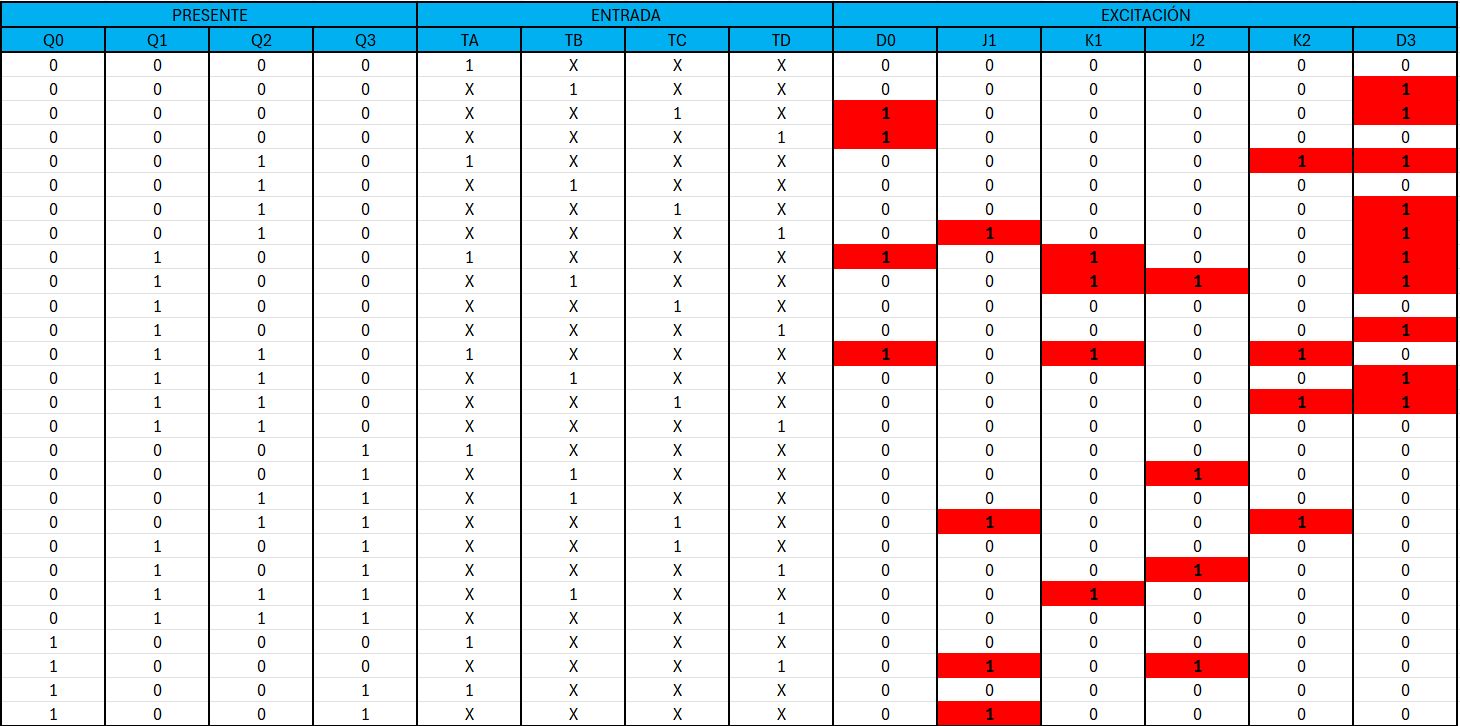 PRESENTE ENTRADA EXCITACIÓN
Q0 Q1 Q2 Q3 TA TB TC TD D0 J1 K1 J2 K2 D3
0 0 0 0 1 X X X 0 0 0 0 0 0
0 0 0 0 X 1 X X 0 0 0 0 0 1
0 0 0 0 X X 1 X 1 0 0 0 0 1
0 0 0 0 X X X 1 1 0 0 0 0 0
0 0 1 0 1 X X X 0 0 0 0 1 1
0 0 1 0 X 1 X X 0 0 0 0 0 0
0 0 1 0 X X 1 X 0 0 0 0 0 1
0 0 1 0 X X X 1 0 1 0 0 0 1
0 1 0 0 1 X X X 1 0 1 0 0 1
0 1 0 0 X 1 X X 0 0 1 1 0 1
0 1 0 0 X X 1 X 0 0 0 0 0 0
0 1 0 0 X X X 1 0 0 0 0 0 1
0 1 1 0 1 X X X 1 0 1 0 1 0
0 1 1 0 X 1 X X 0 0 0 0 0 1
0 1 1 0 X X 1 X 0 0 0 0 1 1
0 1 1 0 X X X 1 0 0 0 0 0 0
0 0 0 1 1 X X X 0 0 0 0 0 0
0 0 0 1 X 1 X X 0 0 0 1 0 0
0 0 1 1 X 1 X X 0 0 0 0 0 0
0 0 1 1 X X 1 X 0 1 0 0 1 0
0 1 0 1 X X 1 X 0 0 0 0 0 0
0 1 0 1 X X X 1 0 0 0 1 0 0
0 1 1 1 X 1 X X 0 0 1 0 0 0
0 1 1 1 X X X 1 0 0 0 0 0 0
1 0 0 0 1 X X X 0 0 0 0 0 0
1 0 0 0 X X X 1 0 1 0 1 0 0
1 0 0 1 1 X X X 0 0 0 0 0 0
1 0 0 1 X X X X 0 1 0 0 0 0